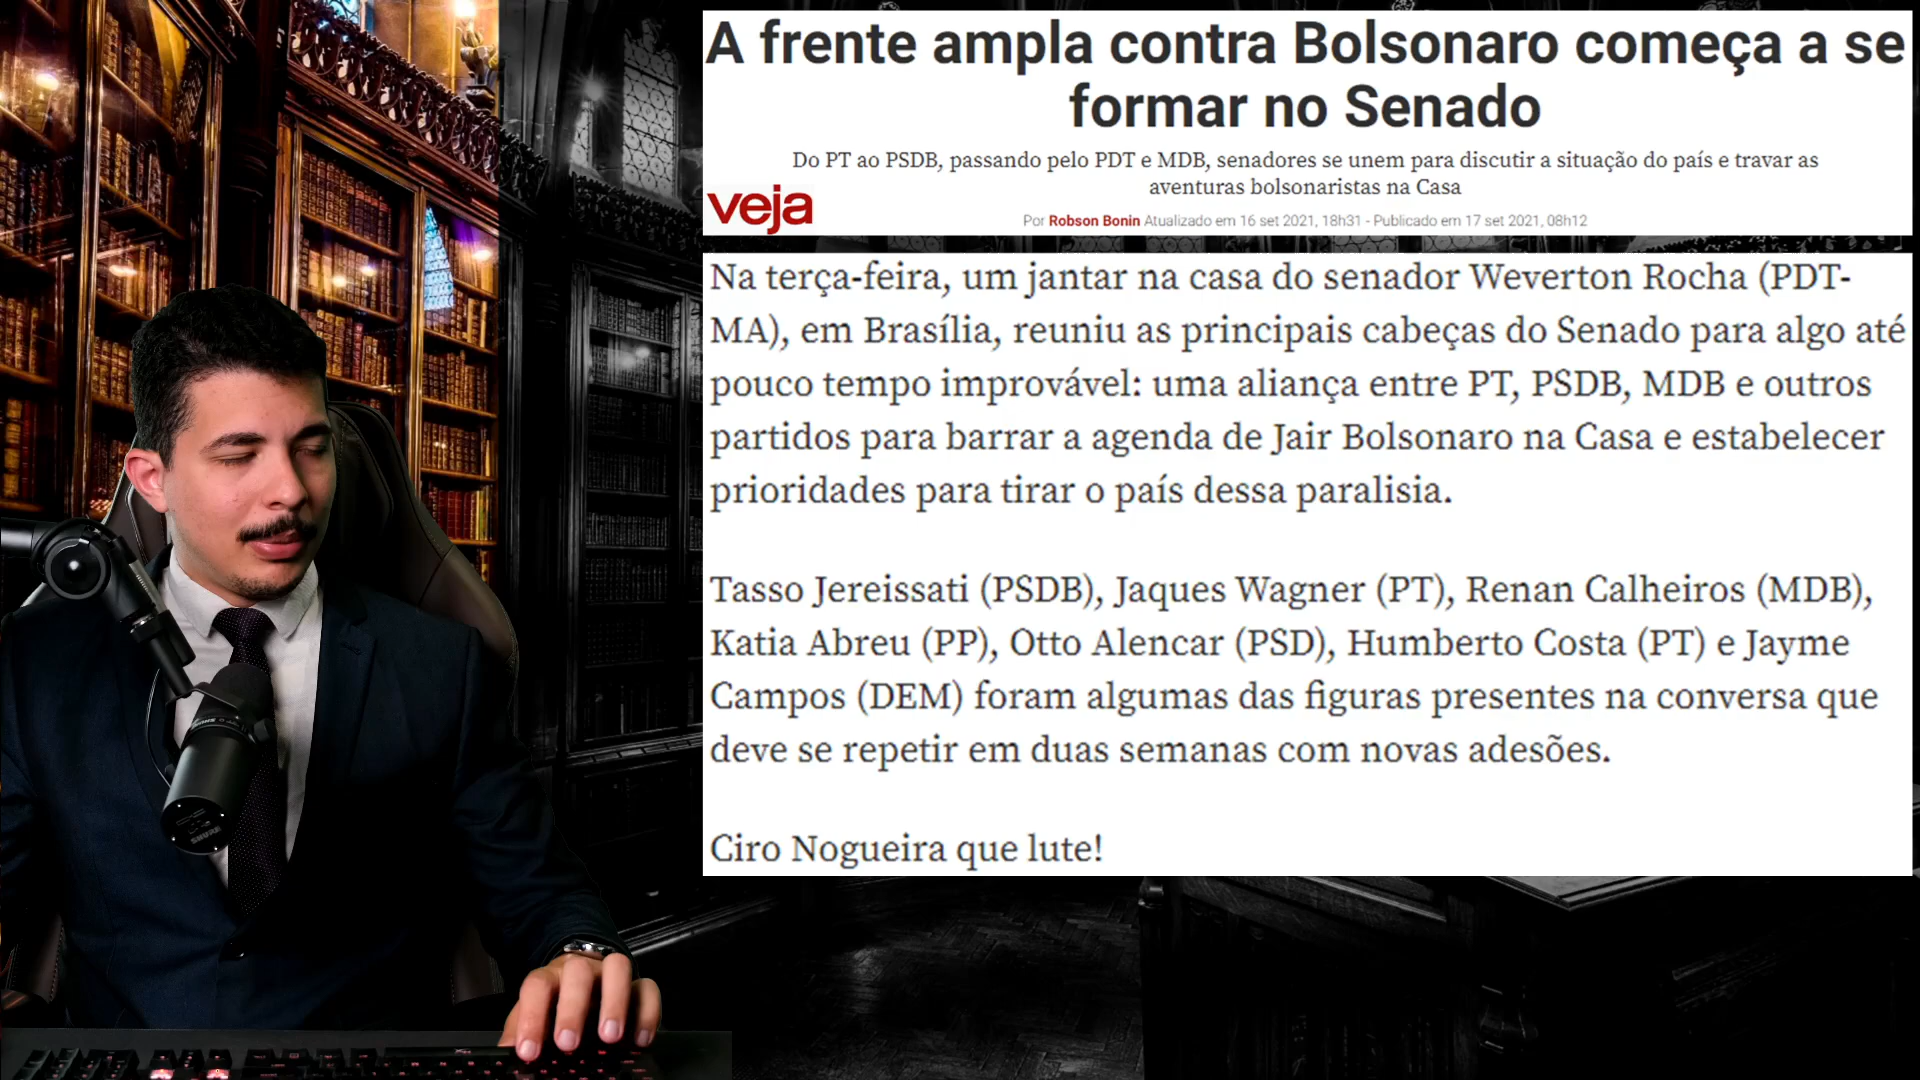 A frente ampla contra Bolsonaro começa a se
formar no Senado
Do PT ao PSDB, passando pelo PDT e MDB, senadores se unem para discutir a situação do país e travar as
aventuras bolsonaristas na Casa
veja
Por Robson Bonin Atualizado em 16 set 2021, 18h31 - Publicado em 17 set 2021, 08h12
Na terça-feira, um jantar na casa do senador Weverton Rocha (PDT-
MA), em Brasília, reuniu as principais cabeças do Senado para algo até
pouco tempo improvável: uma aliança entre PT, PSDB, MDB e outros
partidos para barrar a agenda de Jair Bolsonaro na Casa e estabelecer
prioridades para tirar o país dessa paralisia.
Tasso Jereissati (PSDB), Jaques Wagner (PT), Renan Calheiros (MDB),
Katia Abreu (PP), Otto Alencar (PSD), Humberto Costa (PT) e Jayme
Campos (DEM) foram algumas das figuras presentes na conversa que
deve se repetir em duas semanas com novas adesões.
Ciro Nogueira que lute!
SHURE